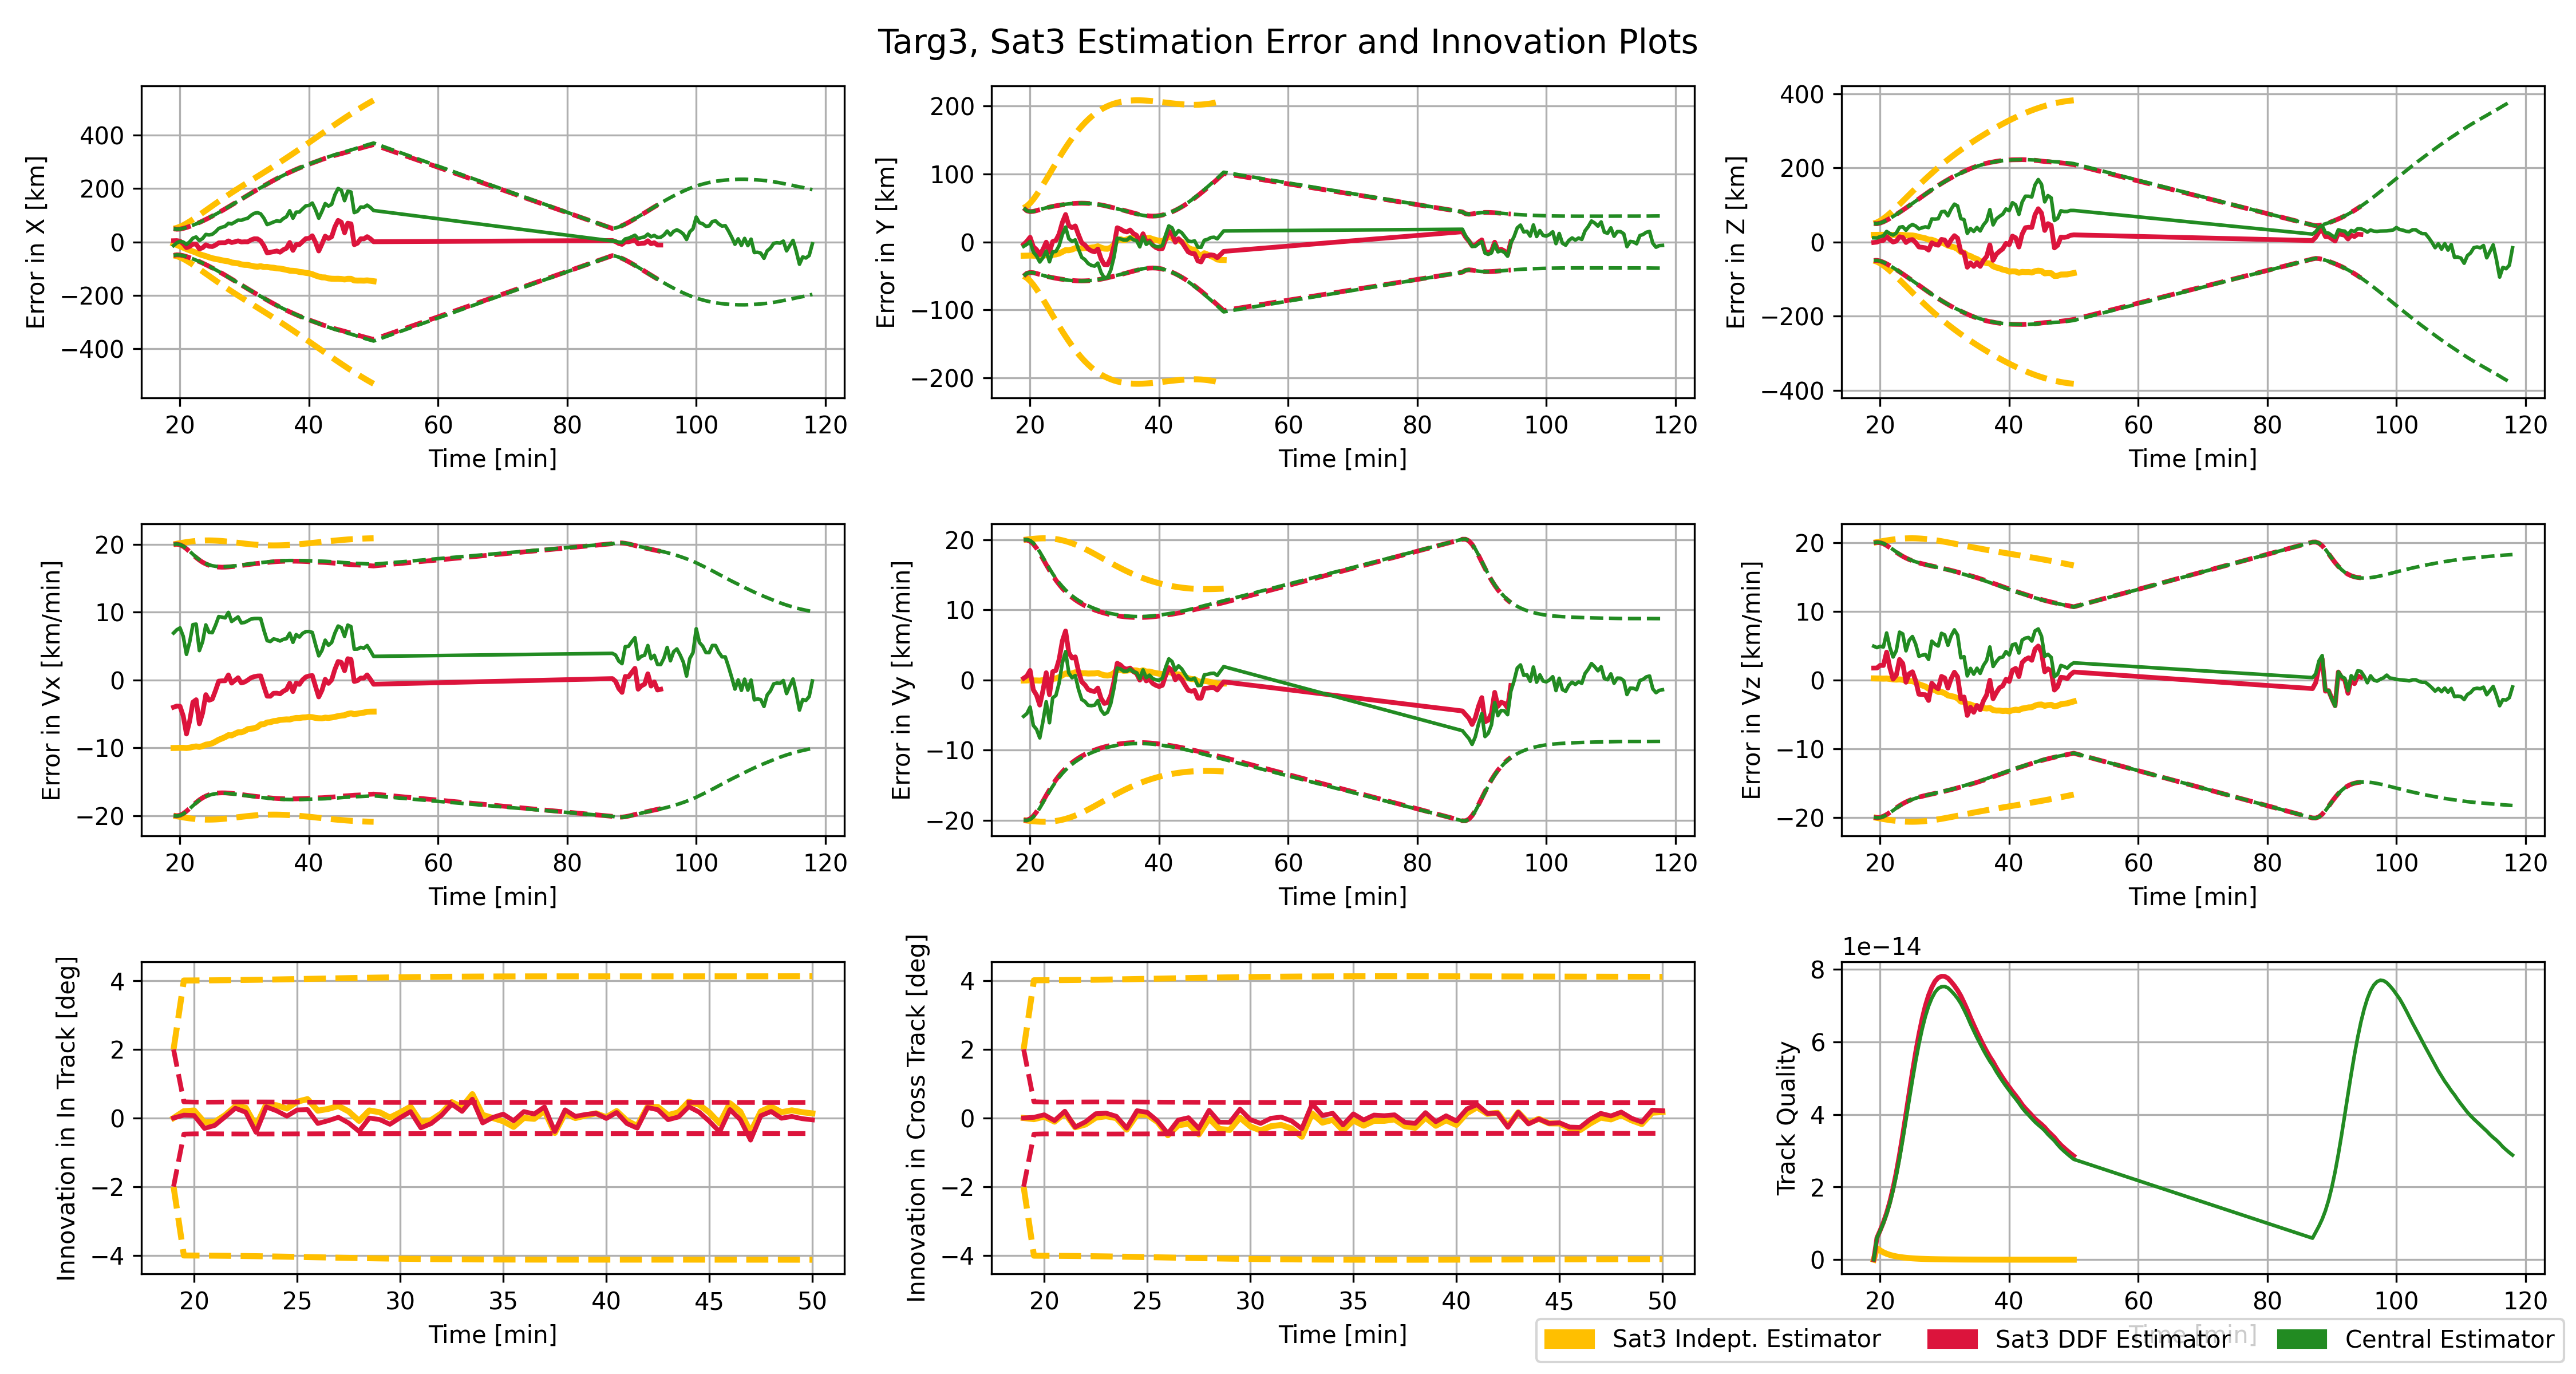 Targ3, Sat3 Estimation Error and Innovation Plots
Error in X [km]
400
200
0
−200
−400
20 40 60 80 100 120
Time [min]
Error in Y [km]
200
100
0
−100
−200
20 40 60 80 100 120
Time [min]
Error in Z [km]
400
200
0
−200
−400
20 40 60 80 100 120
Time [min]
Error in Vx [km/min]
20
10
0
−10
−20
20 40 60 80 100 120
Time [min]
Error in Vy [km/min]
20
10
0
−10
−20
20 40 60 80 100 120
Time [min]
Error in Vz [km/min]
20
10
0
−10
−20
20 40 60 80 100 120
Time [min]
Innovation in In Track [deg]
4
2
0
−2
−4
20 25 30 35 40 45 50
Time [min]
Innovation in Cross Track [deg]
4
2
0
−2
−4
20 25 30 35 40 45 50
Time [min]
1e−14
Track Quality
8
6
4
2
0
20 40 60 80 100 120
Time [min]
Sat3 Indept. Estimator
Sat3 DDF Estimator
Central Estimator